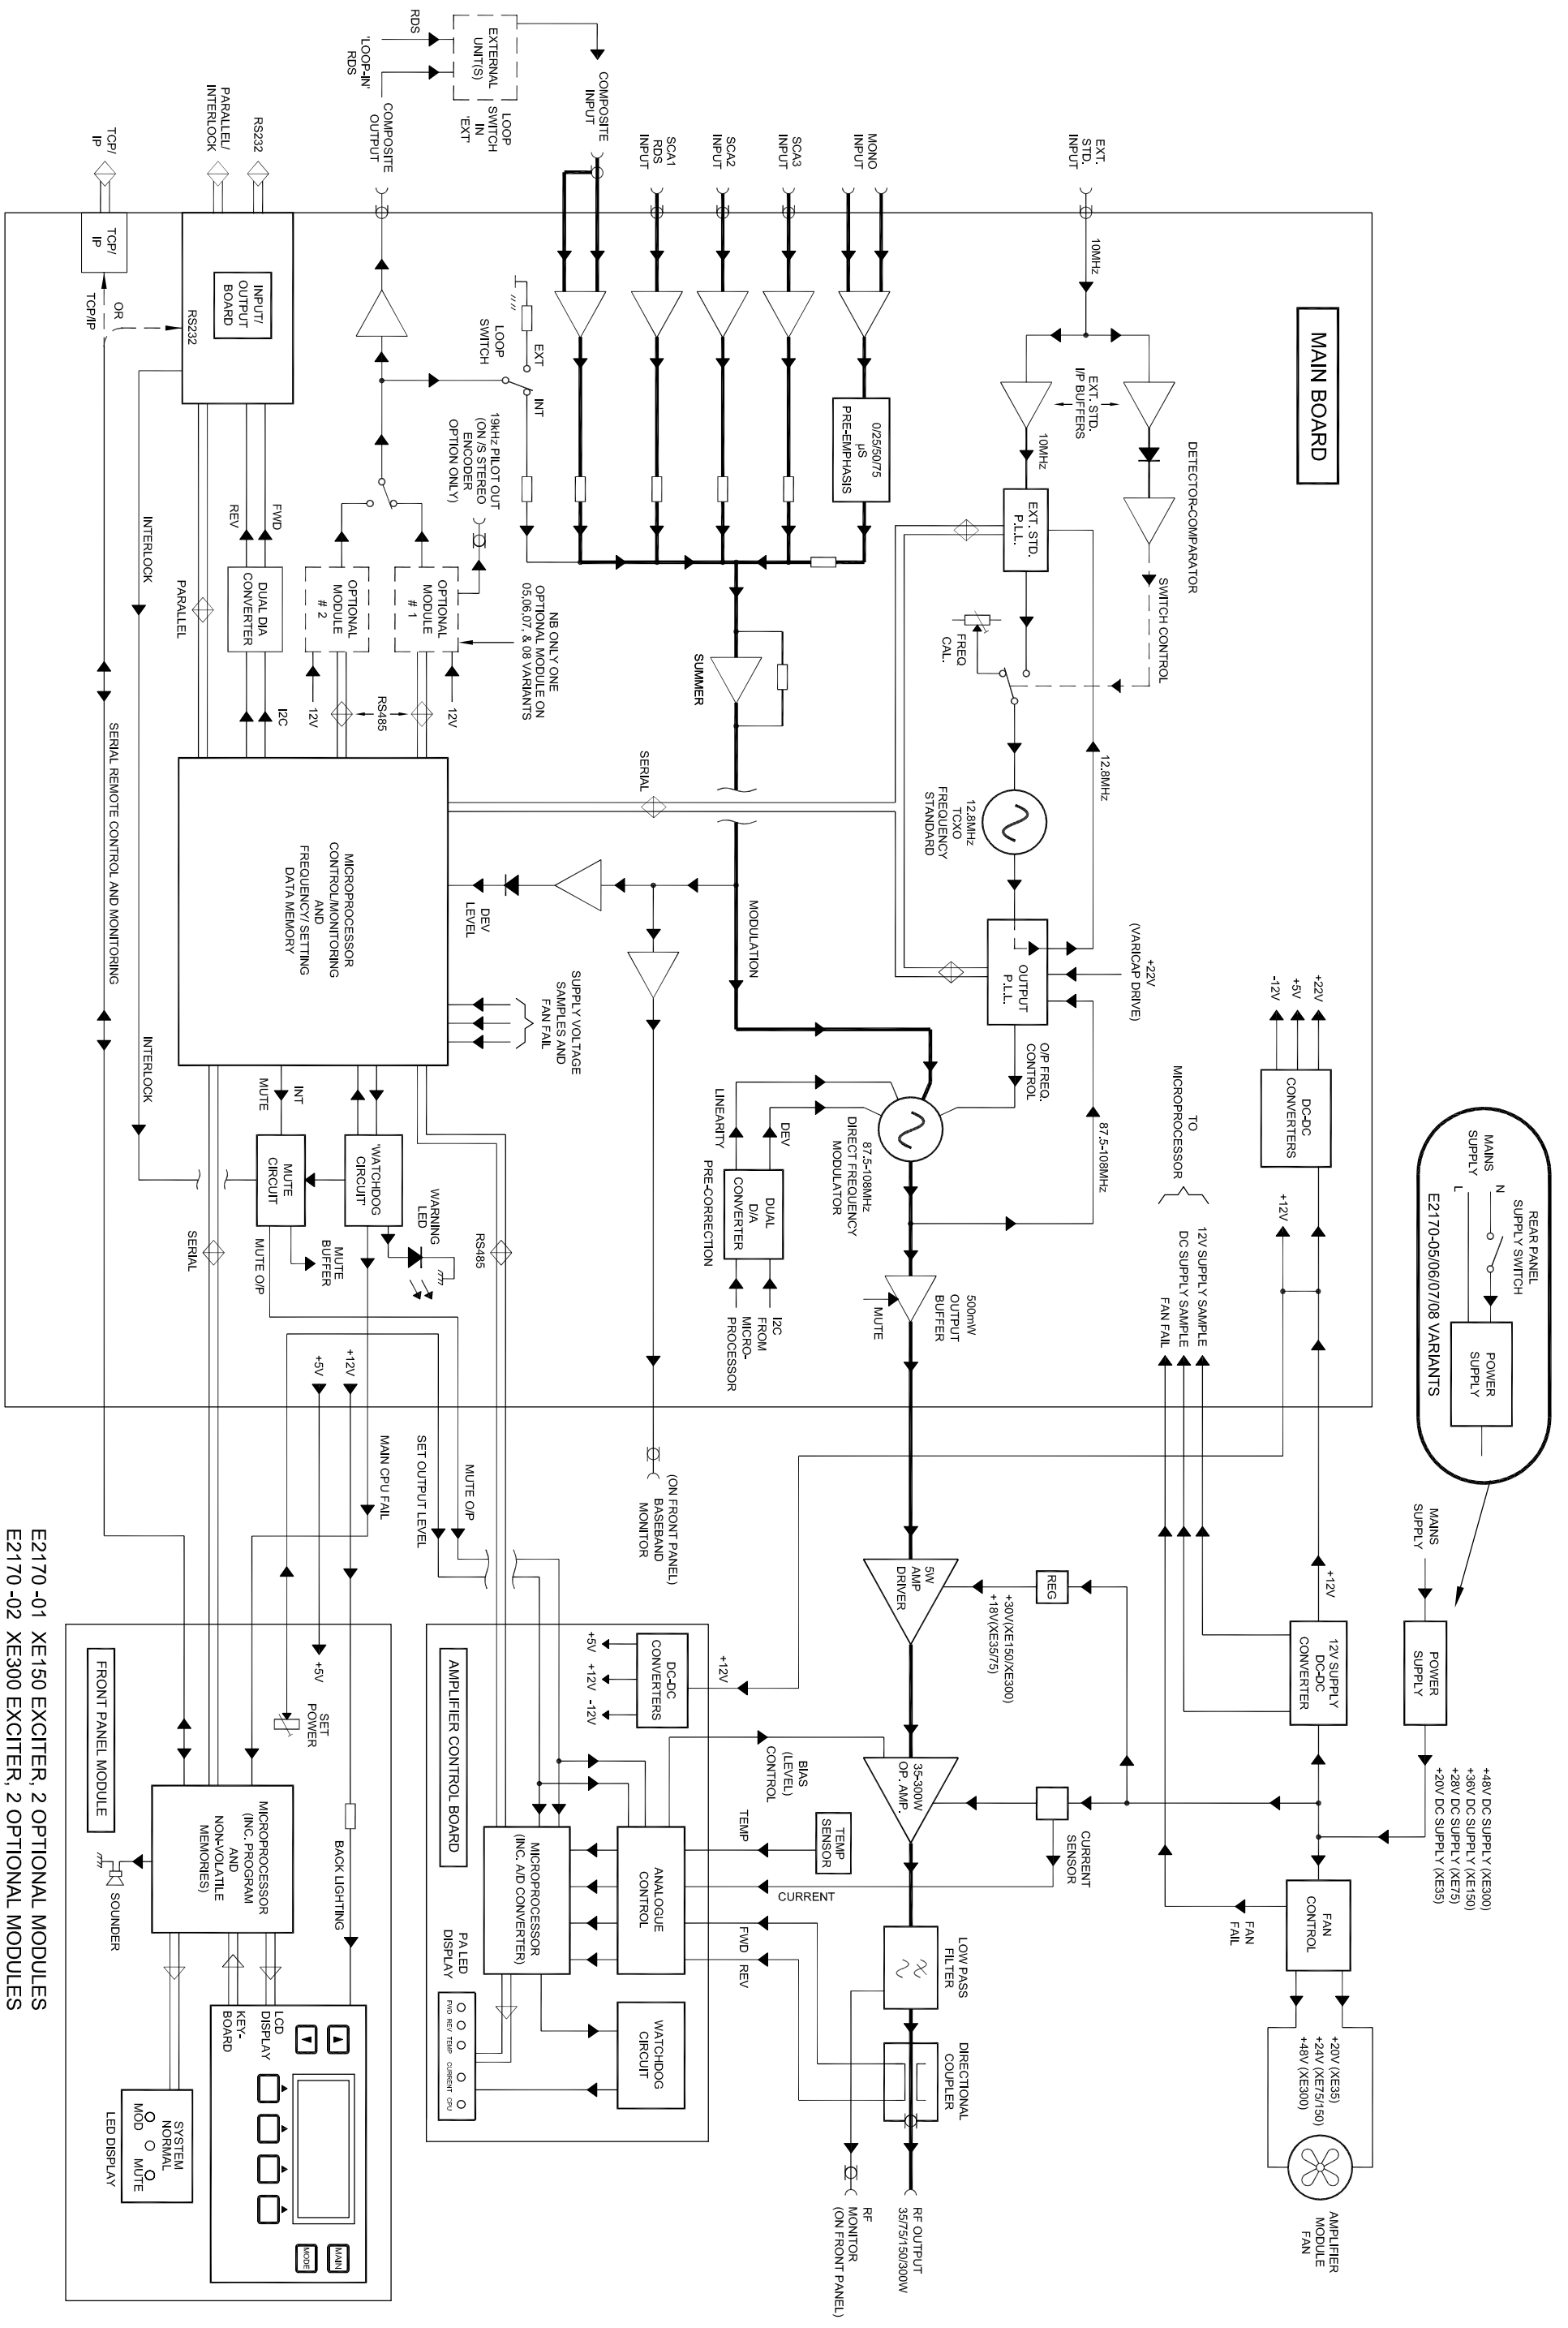 RDS
'LOOP-IN'
RDS
EXTERNAL
UNIT(S)
LOOP
SWITCH
IN
'EXT'
COMPOSITE
INPUT
COMPOSITE
OUTPUT
PARALLEL/
INTERLOCK
RS232
TCP/
IP
SCA1
RDS
INPUT
SCA2
INPUT
SCA3
INPUT
MONO
INPUT
EXT.
STD.
INPUT
MAIN BOARD
10MHz
EXT. STD.
I/P BUFFERS
DETECTOR-COMPARATOR
10MHz
EXT. STD.
P.L.L.
SWITCH CONTROL
FREQ
CAL.
12.8MHz
12.8MHz
TCXO
FREQUENCY
STANDARD
0/25/50/75
µS
PRE-EMPHASIS
SUMMER
LOOP
SWITCH
EXT
INT
19kHz PILOT OUT
(ON /S STEREO
ENCODER
OPTION ONLY)
NB ONLY ONE
OPTIONAL MODULE ON
05,06,07, & 08 VARIANTS
OPTIONAL
MODULE
# 1
OPTIONAL
MODULE
# 2
12V
12V
RS485
TCP/
IP
INPUT/
OUTPUT
BOARD
RS232
OR
TCP/IP
FWD
REV
DUAL DIA
CONVERTER
I2C
INTERLOCK
PARALLEL
SERIAL REMOTE CONTROL AND MONITORING
MICROPROCESSOR
CONTROL/MONITORING
AND
FREQUENCY/ SETTING
DATA MEMORY
SERIAL
DEV
LEVEL
SUPPLY VOLTAGE
SAMPLES AND
FAN FAIL
MODULATION
OUTPUT
P.L.L.
+22V
(VARICAP DRIVE)
O/P FREQ.
CONTROL
87.5-108MHz
87.5-108MHz
DIRECT FREQUENCY
MODULATOR
LINEARITY
DEV
DUAL
D/A
CONVERTER
PRE-CORRECTION
I2C
FROM
MICRO-
PROCESSOR
500mW
OUTPUT
BUFFER
MUTE
INTERLOCK
INT
MUTE
MUTE
CIRCUIT
'WATCHDOG
CIRCUIT'
WARNING
LED
MUTE
BUFFER
MUTE O/P
SERIAL
RS485
+22V
+5V
-12V
DC-DC
CONVERTERS
+12V
TO
MICROPROCESSOR
12V SUPPLY SAMPLE
DC SUPPLY SAMPLE
FAN FAIL
REAR PANEL
SUPPLY SWITCH
MAINS
SUPPLY
N
L
POWER
SUPPLY
E2170-05/06/07/08 VARIANTS
+12V
+5V
MAIN CPU FAIL
SET OUTPUT LEVEL
MUTE O/P
(ON FRONT PANEL)
BASEBAND
MONITOR
MAINS
SUPPLY
POWER
SUPPLY
+48V DC SUPPLY (XE300)
+36V DC SUPPLY (XE150)
+28V DC SUPPLY (XE75)
+20V DC SUPPLY (XE35)
+12V
12V SUPPLY
DC-DC
CONVERTER
5W
AMP
DRIVER
REG
+30V(XE150/XE300)
+18V(XE35/75)
35-300W
OP. AMP.
CURRENT
SENSOR
FAN
CONTROL
FAN
FAIL
+20V (XE35)
+24V (XE75/150)
+48V (XE300)
AMPLIFIER
MODULE
FAN
LOW PASS
FILTER
DIRECTIONAL
COUPLER
RF OUTPUT
35/75/150/300W
RF
MONITOR
(ON FRONT PANEL)
TEMP
SENSOR
TEMP
CURRENT
FWD
REV
BIAS
(LEVEL)
CONTROL
+12V
DC-DC
CONVERTERS
+5V
+12V
-12V
AMPLIFIER CONTROL BOARD
MICROPROCESSOR
(INC. A/D CONVERTER)
ANALOGUE
CONTROL
WATCHDOG
CIRCUIT
PA LED
DISPLAY
FWD REV TEMP CURRENT CPU
+5V
SET
POWER
BACK LIGHTING
FRONT PANEL MODULE
MICROPROCESSOR
(INC. PROGRAM
AND
NON-VOLATILE
MEMORIES)
SOUNDER
LCD
DISPLAY
KEY-
BOARD
MAIN
MODE
SYSTEM
NORMAL
MOD
MUTE
LED DISPLAY
E2170 -01 XE150 EXCITER, 2 OPTIONAL MODULES
E2170 -02 XE300 EXCITER, 2 OPTIONAL MODULES